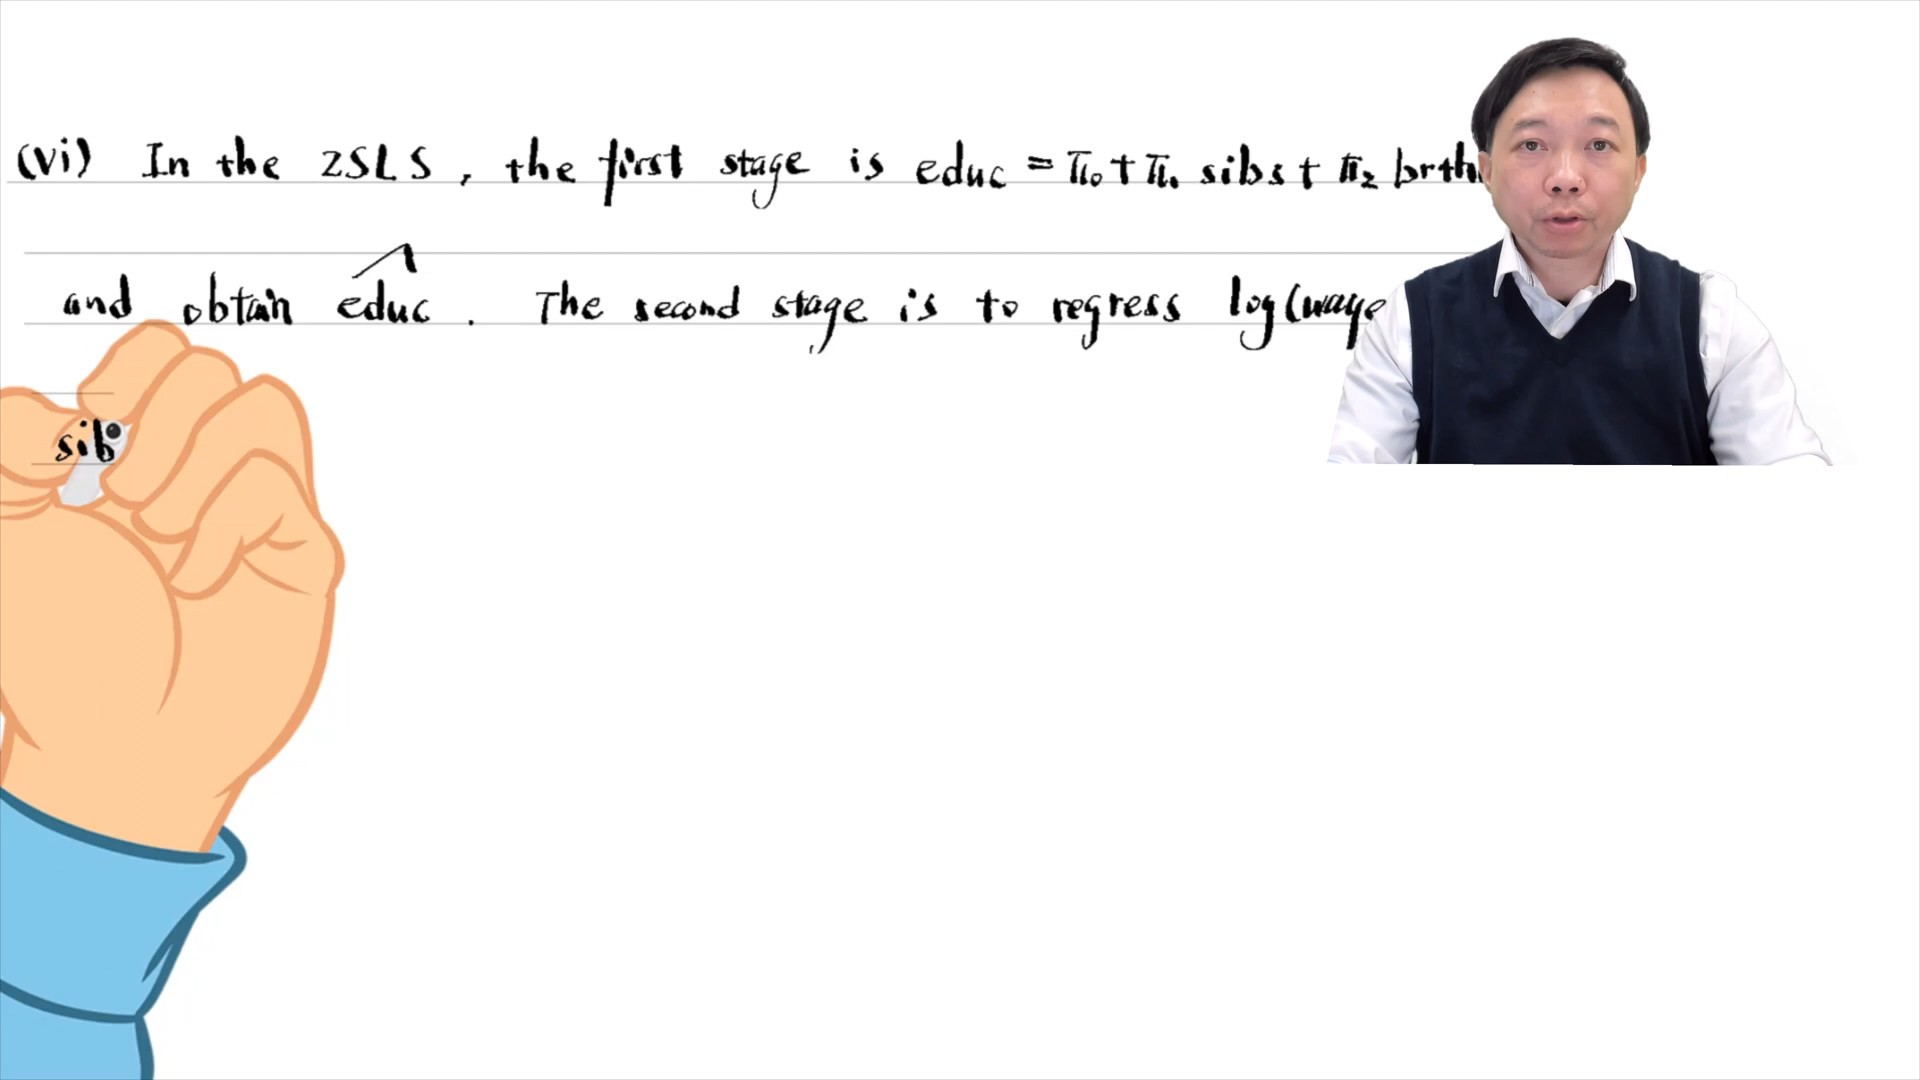 (vi) In the 2SLS, the first stage is educ = π₀ + π₁ sibs + π₂ brth
and obtain educ^. The second stage is to regress log(wage
sib